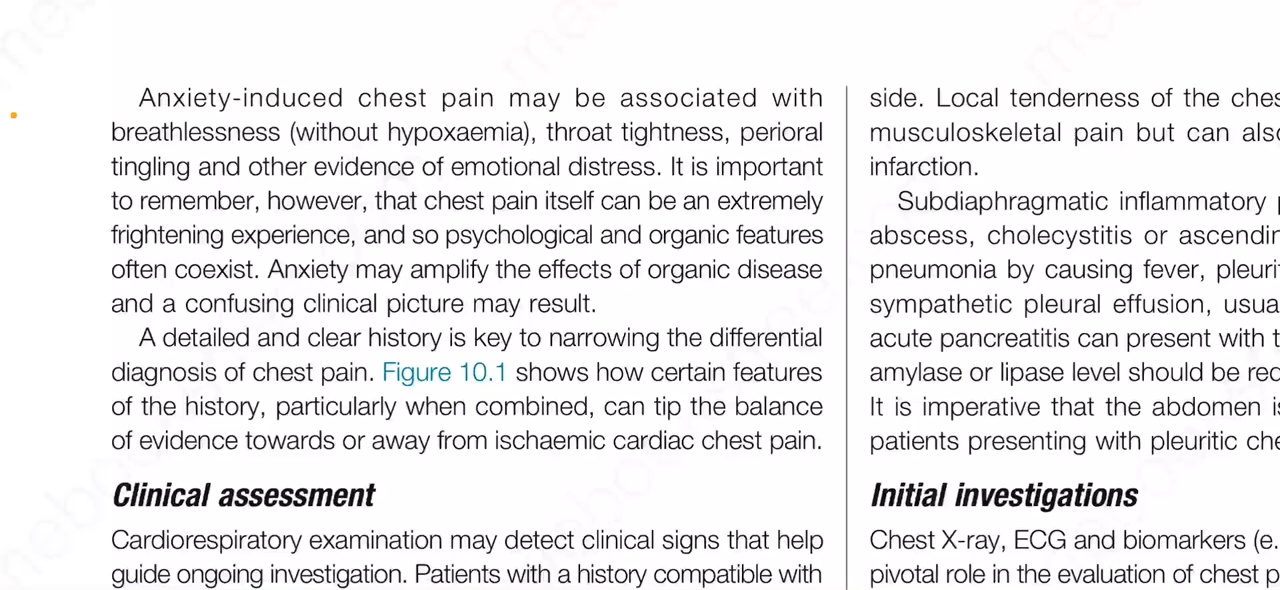 Anxiety-induced chest pain may be associated with
breathlessness (without hypoxaemia), throat tightness, perioral
tingling and other evidence of emotional distress. It is important
to remember, however, that chest pain itself can be an extremely
frightening experience, and so psychological and organic features
often coexist. Anxiety may amplify the effects of organic disease
and a confusing clinical picture may result.
A detailed and clear history is key to narrowing the differential
diagnosis of chest pain. Figure 10.1 shows how certain features
of the history, particularly when combined, can tip the balance
of evidence towards or away from ischaemic cardiac chest pain.
Clinical assessment
Cardiorespiratory examination may detect clinical signs that help
guide ongoing investigation. Patients with a history compatible with
side. Local tenderness of the
musculoskeletal pain but can
infarction.
Subdiaphragmatic inflammatory
abscess, cholecystitis or
pneumonia by causing fever,
sympathetic pleural effusion,
acute pancreatitis can present with
amylase or lipase level should be
It is imperative that the abdomen
patients presenting with pleuritic
Initial investigations
Chest X-ray, ECG and biomarkers
pivotal role in the evaluation of chest